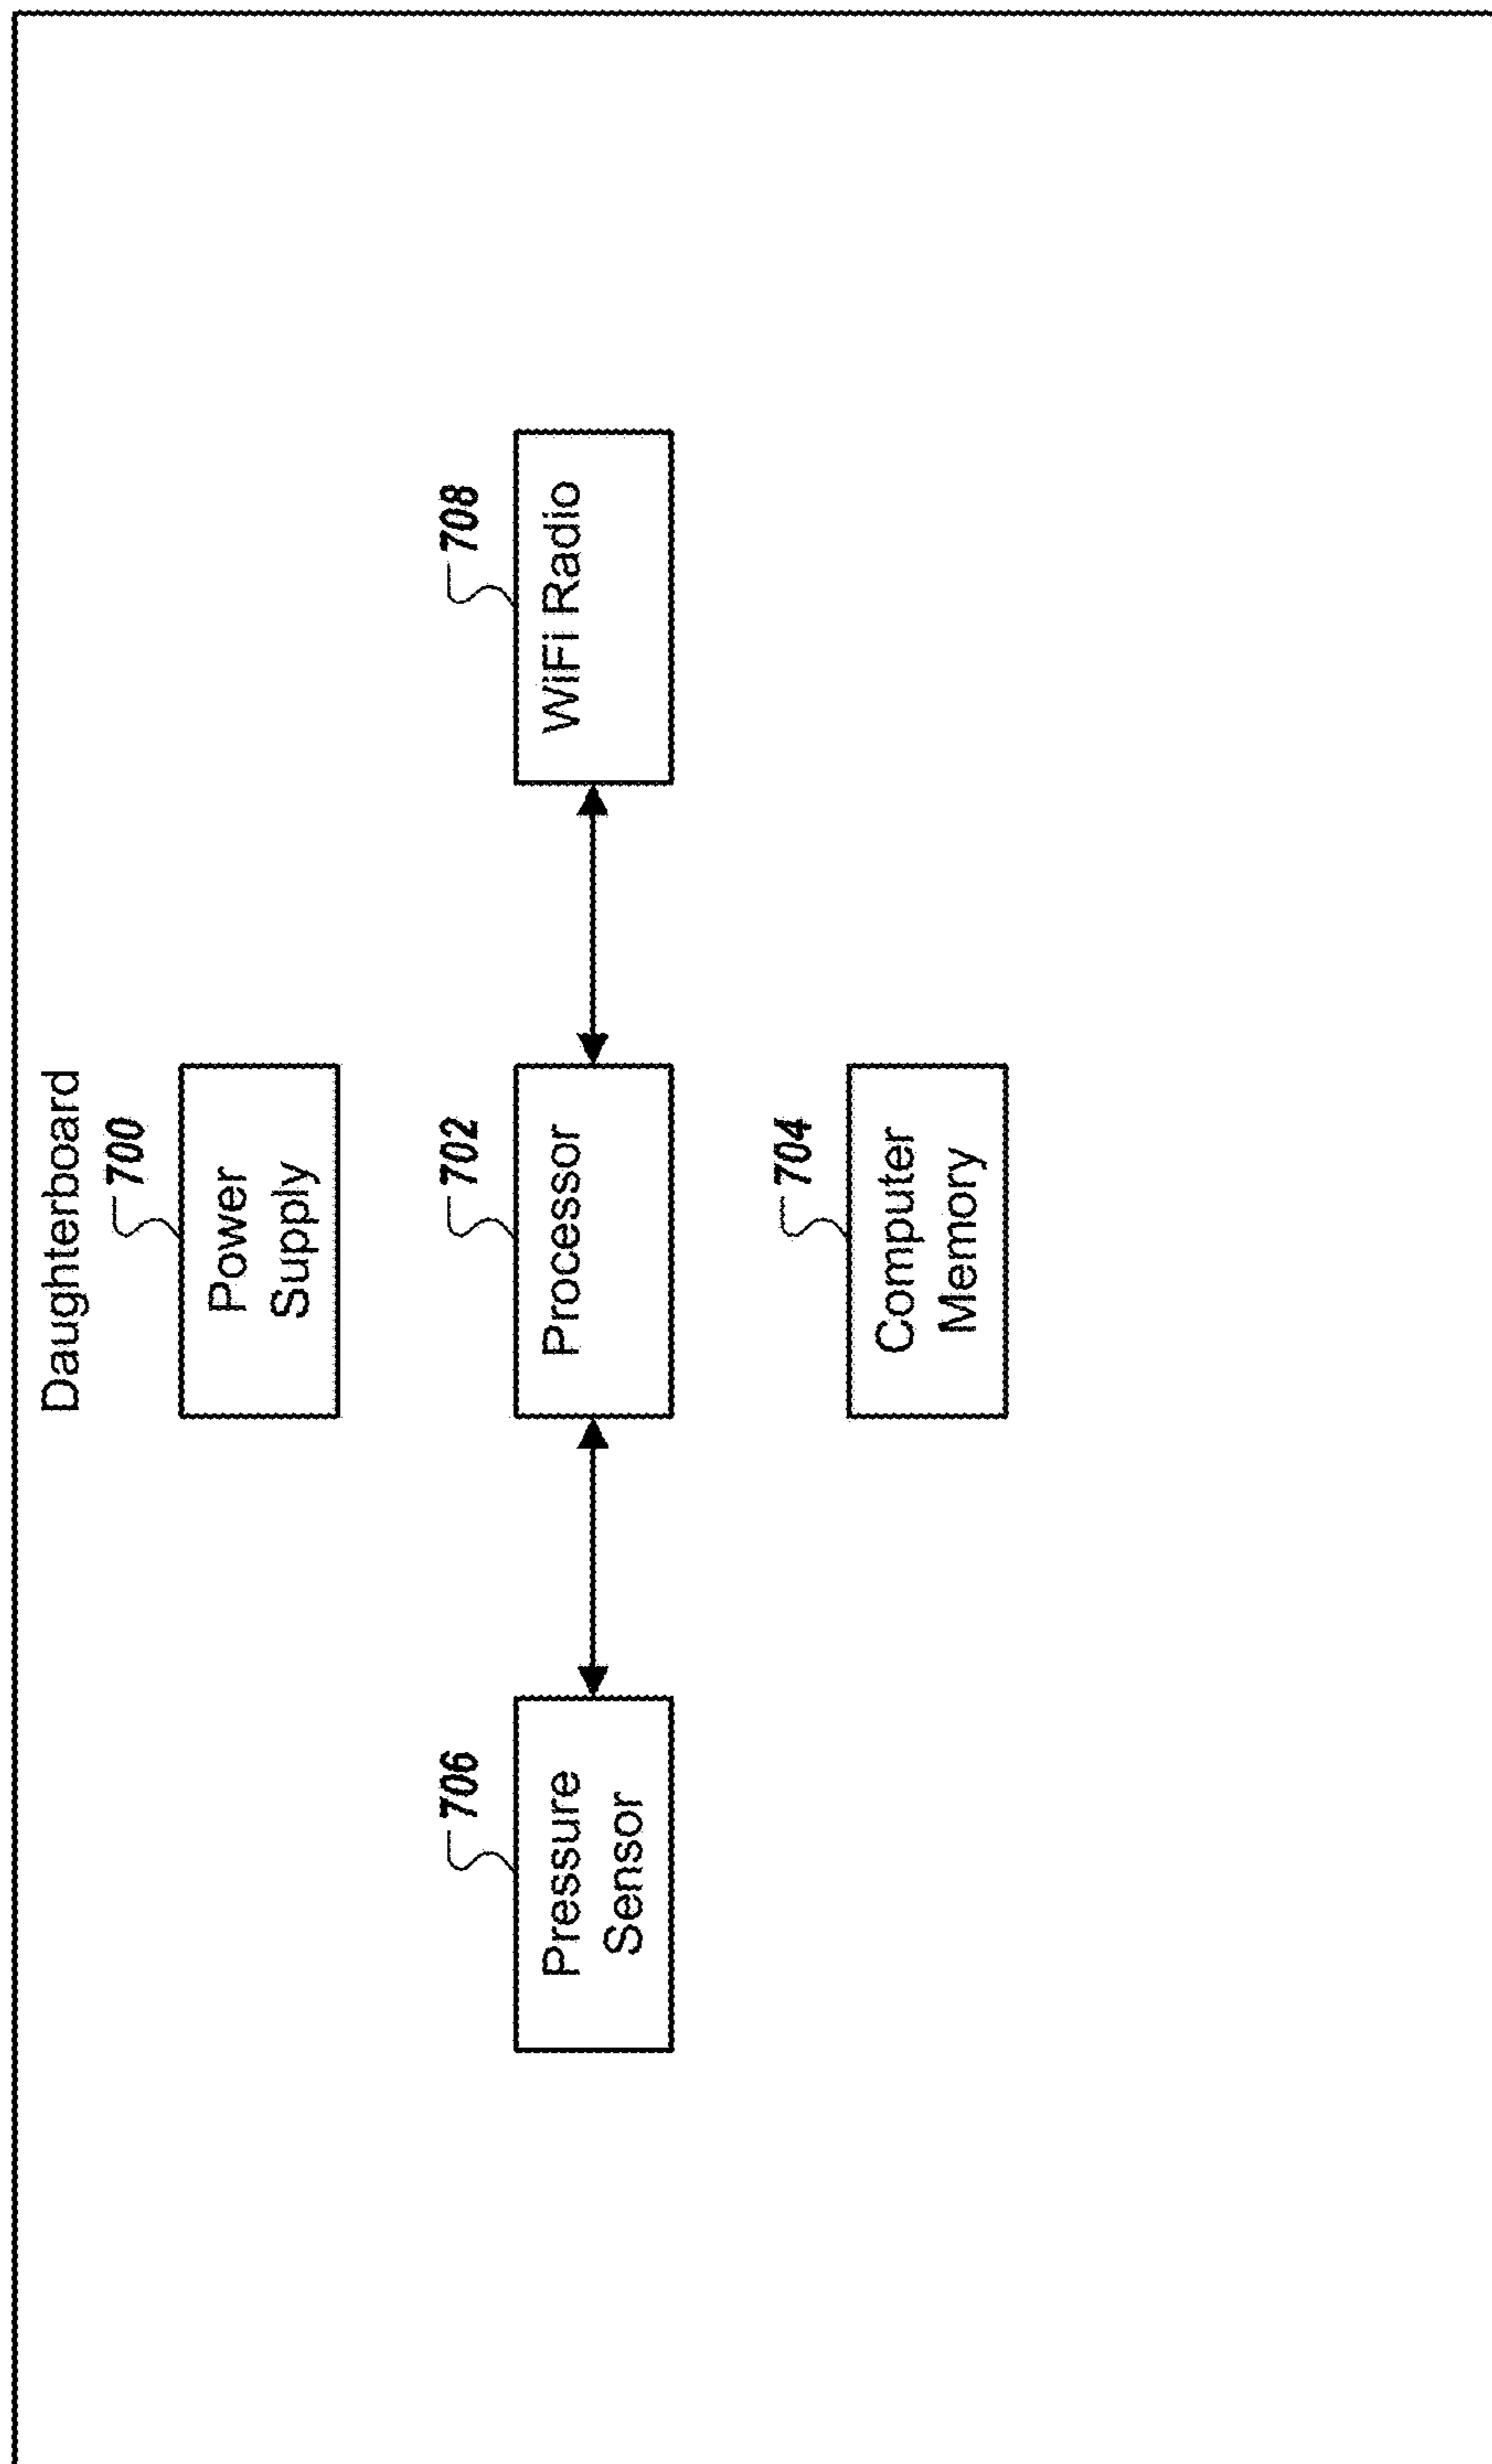 Daughterboard
700
Power
Supply
706
Pressure
Sensor
702
Processor
708
WiFi Radio
704
Computer
Memory